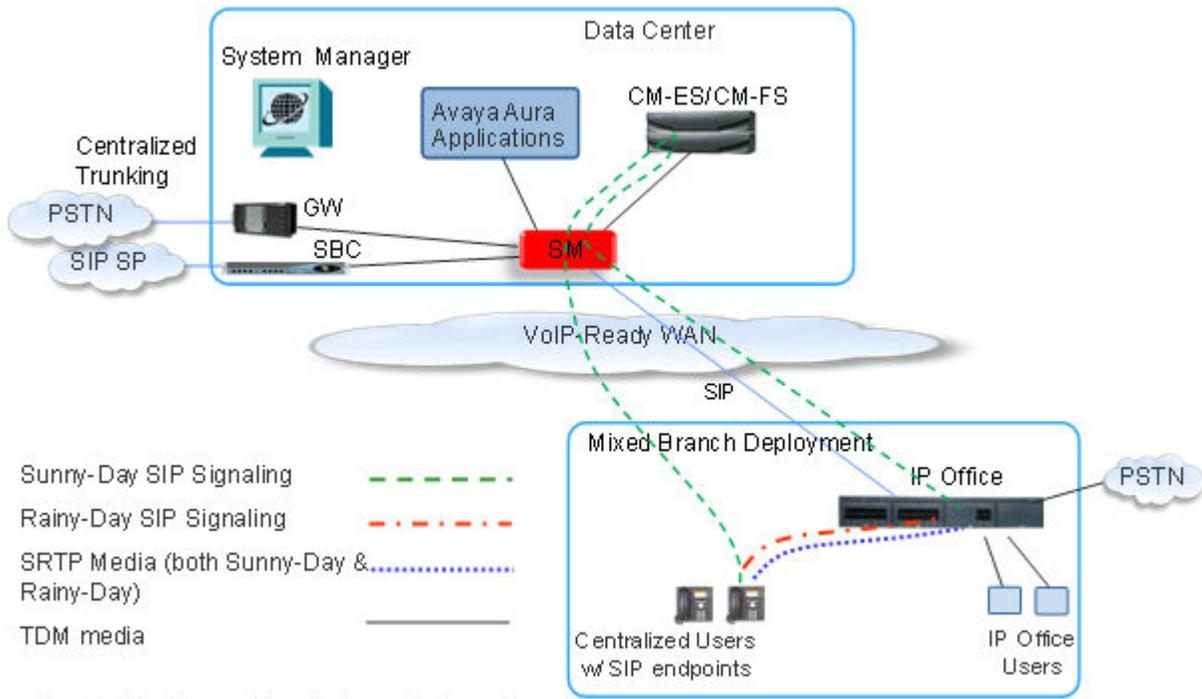 Data Center
System Manager
Avaya Aura
Applications
CM-ES/CM-FS
Centralized
Trunking
PSTN
GW
SIP SP
SBC
SM
VoIP-Ready WAN
SIP
Mixed Branch Deployment
IP Office
PSTN
Sunny-Day SIP Signaling
Rainy-Day SIP Signaling
SRTP Media (both Sunny-Day &
Rainy-Day)
TDM media
Centralized Users
w/ SIP endpoints
IP Office
Users